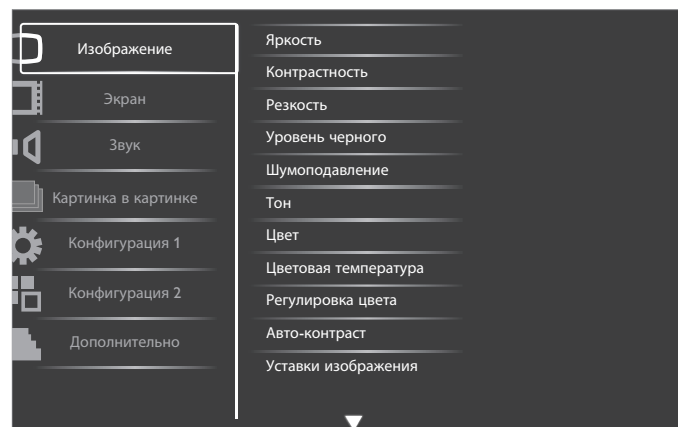 Изображение
Экран
Звук
Картинка в картинке
Конфигурация 1
Конфигурация 2
Дополнительно
Яркость
Контрастность
Резкость
Уровень черного
Шумоподавление
Тон
Цвет
Цветовая температура
Регулировка цвета
Авто-контраст
Уставки изображения